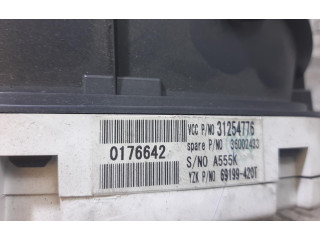 VCC P/NO 31254776
spare P/NO 36002433
0176642
S/NO A555K
YZK P/NO 69199-420T